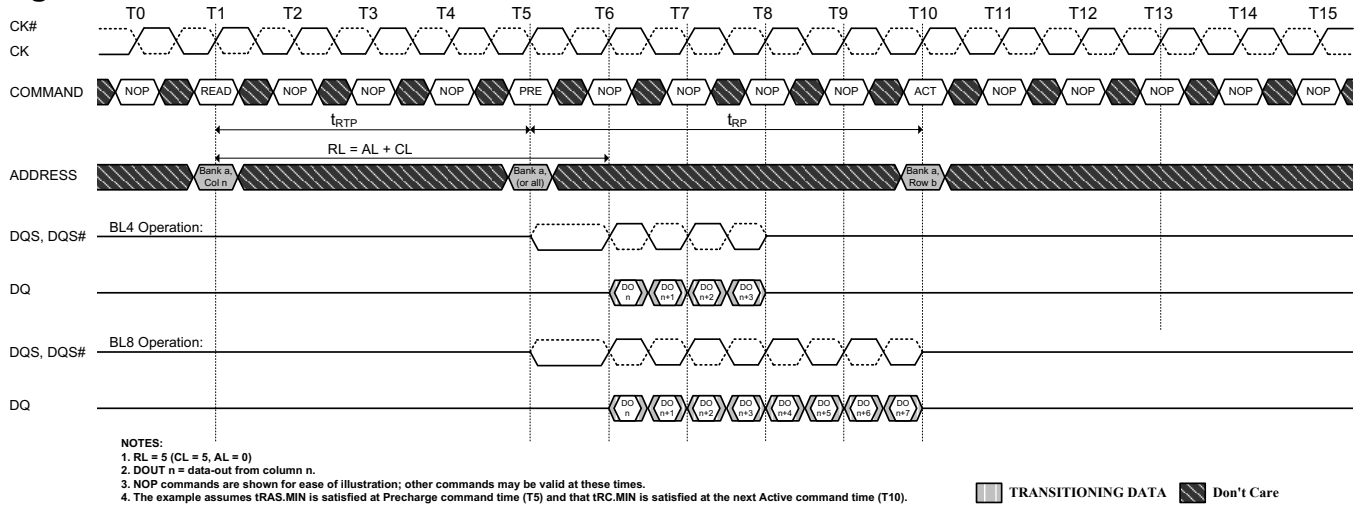 T0 T1 T2 T3 T4 T5 T6 T7 T8 T9 T10 T11 T12 T13 T14 T15
CK#
CK
COMMAND NOP READ NOP NOP NOP PRE NOP NOP NOP NOP ACT NOP NOP NOP NOP NOP
tRTP tRP
RL = AL + CL
ADDRESS
Bank a, Col n
Bank a, (or all)
Bank a, Row b
BL4 Operation:
DQS, DQS#
DQ
DO n DO n+1 DO n+2 DO n+3
BL8 Operation:
DQS, DQS#
DQ
DO n DO n+1 DO n+2 DO n+3 DO n+4 DO n+5 DO n+6 DO n+7
NOTES:
1. RL = 5 (CL = 5, AL = 0)
2. DOUT n = data-out from column n.
3. NOP commands are shown for ease of illustration; other commands may be valid at these times.
4. The example assumes tRAS.MIN is satisfied at Precharge command time (T5) and that tRC.MIN is satisfied at the next Active command time (T10).
TRANSITIONING DATA Don't Care